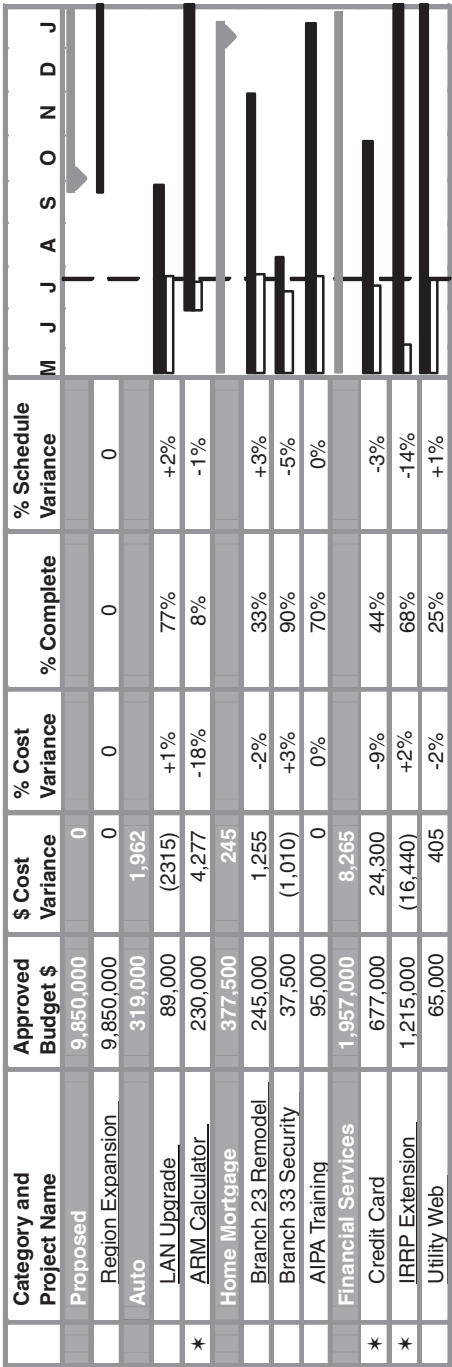 Category and Project Name Approved Budget $ $ Cost Variance % Cost Variance % Complete % Schedule Variance M J J A S O N D J
Proposed 9,850,000 0
Region Expansion 9,850,000 0 0 0 0
Auto 319,000 1,962
LAN Upgrade 89,000 (2315) +1% 77% +2%
✶ ARM Calculator 230,000 4,277 -18% 8% -1%
Home Mortgage 377,500 245
Branch 23 Remodel 245,000 1,255 -2% 33% +3%
Branch 33 Security 37,500 (1,010) +3% 90% -5%
AIPA Training 95,000 0 0% 70% 0%
Financial Services 1,957,000 8,265
✶ Credit Card 677,000 24,300 -9% 44% -3%
✶ IRRP Extension 1,215,000 (16,440) +2% 68% -14%
Utility Web 65,000 405 -2% 25% +1%